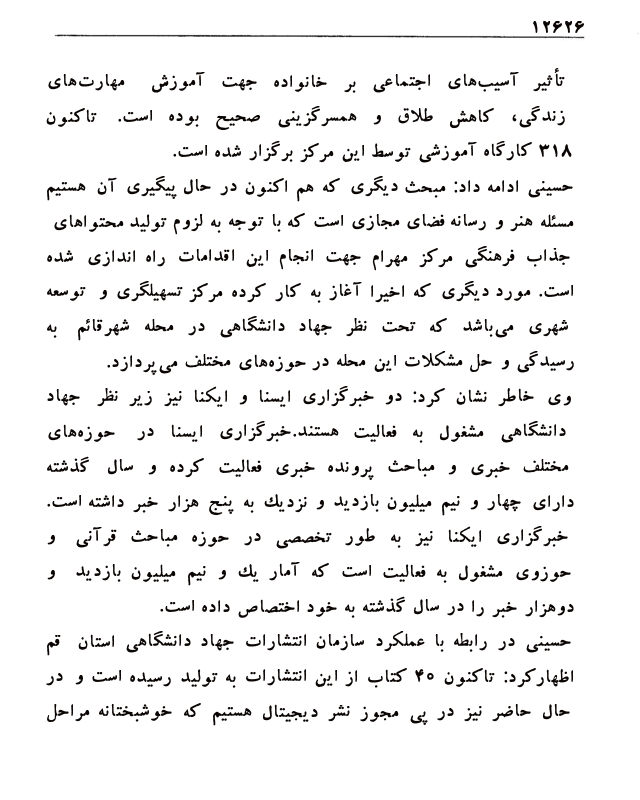 ۱۲۶۲۶
تأثیر آسیب‌های اجتماعی بر خانواده جهت آموزش مهارت‌های
زندگی، کاهش طلاق و همسرگزینی صحیح بوده است. تاکنون
۳۱۸ کارگاه آموزشی توسط این مرکز برگزار شده است.
حسینی ادامه داد: مبحث دیگری که هم اکنون در حال پیگیری آن هستیم
مسئله هنر و رسانه فضای مجازی است که با توجه به لزوم تولید محتواهای
جذاب فرهنگی مرکز مهرام جهت انجام این اقدامات راه اندازی شده
است. مورد دیگری که اخیرا آغاز به کار کرده مرکز تسهیلگری و توسعه
شهری می‌باشد که تحت نظر جهاد دانشگاهی در محله شهرقائم به
رسیدگی و حل مشکلات این محله در حوزه‌های مختلف می‌پردازد.
وی خاطر نشان کرد: دو خبرگزاری ایسنا و ایکنا نیز زیر نظر جهاد
دانشگاهی مشغول به فعالیت هستند.خبرگزاری ایسنا در حوزه‌های
مختلف خبری و مباحث پرونده خبری فعالیت کرده و سال گذشته
دارای چهار و نیم میلیون بازدید و نزدیك به پنج هزار خبر داشته است.
خبرگزاری ایکنا نیز به طور تخصصی در حوزه مباحث قرآنی و
حوزوی مشغول به فعالیت است که آمار یك و نیم میلیون بازدید و
دوهزار خبر را در سال گذشته به خود اختصاص داده است.
حسینی در رابطه با عملکرد سازمان انتشارات جهاد دانشگاهی استان قم
اظهارکرد: تاکنون ۴۰ کتاب از این انتشارات به تولید رسیده است و در
حال حاضر نیز در پی مجوز نشر دیجیتال هستیم که خوشبختانه مراحل